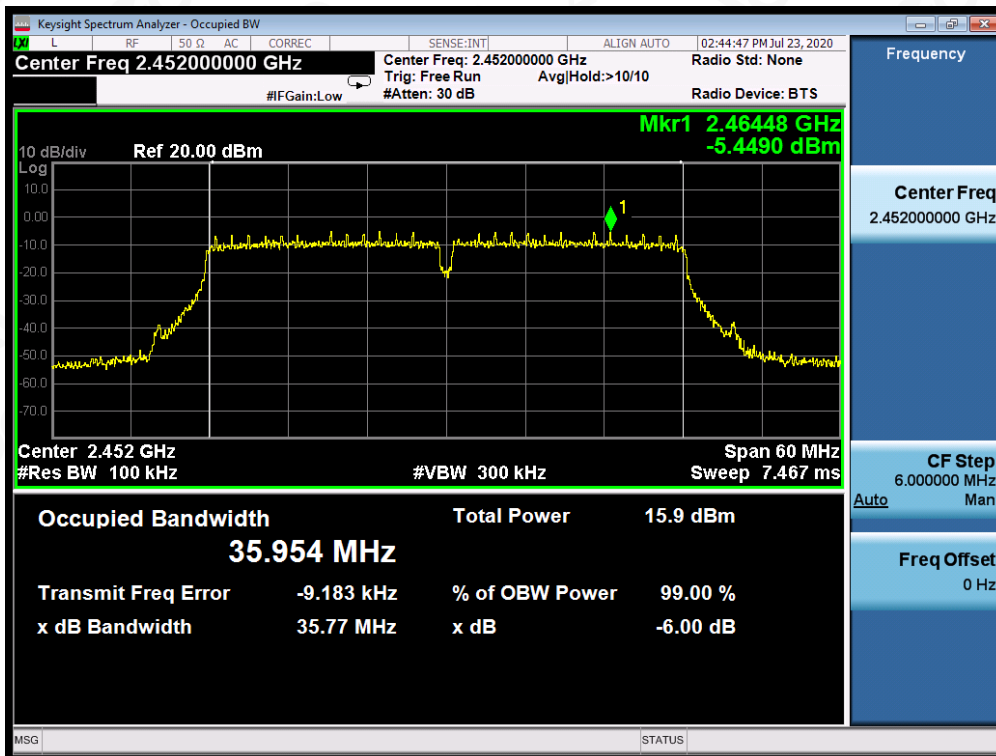 Keysight Spectrum Analyzer - Occupied BW
LXI L RF 50 Ω AC CORREC SENSE:INT ALIGN AUTO 02:44:47 PM Jul 23, 2020
Center Freq 2.452000000 GHz
Center Freq: 2.452000000 GHz Radio Std: None
Trig: Free Run Avg|Hold:>10/10
#IFGain:Low #Atten: 30 dB Radio Device: BTS
Mkr1 2.46448 GHz
-5.4490 dBm
10 dB/div Ref 20.00 dBm
Log
10.0
0.00
-10.0
-20.0
-30.0
-40.0
-50.0
-60.0
-70.0
1
Center 2.452 GHz Span 60 MHz
#Res BW 100 kHz #VBW 300 kHz Sweep 7.467 ms
Occupied Bandwidth Total Power 15.9 dBm
35.954 MHz
Transmit Freq Error -9.183 kHz % of OBW Power 99.00 %
x dB Bandwidth 35.77 MHz x dB -6.00 dB
MSG STATUS
Frequency
Center Freq
2.452000000 GHz
CF Step
6.000000 MHz
Auto Man
Freq Offset
0 Hz